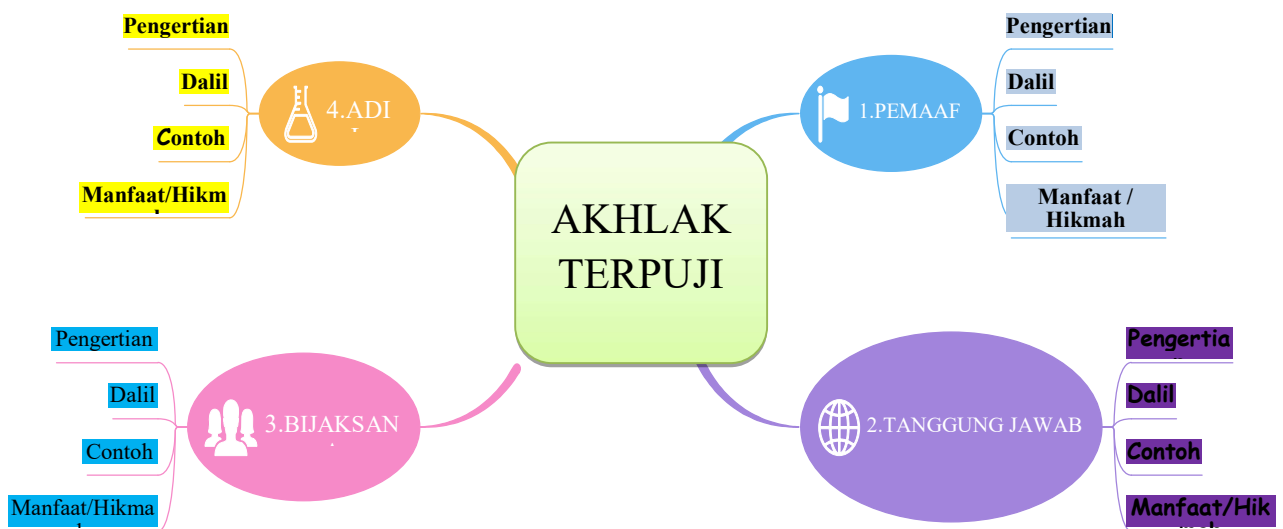 AKHLAK
TERPUJI
1.PEMAAF
Pengertian
Dalil
Contoh
Manfaat /
Hikmah
2.TANGGUNG JAWAB
Pengertia
Dalil
Contoh
Manfaat/Hik
3.BIJAKSAN
Pengertian
Dalil
Contoh
Manfaat/Hikma
4.ADI
Pengertian
Dalil
Contoh
Manfaat/Hikm